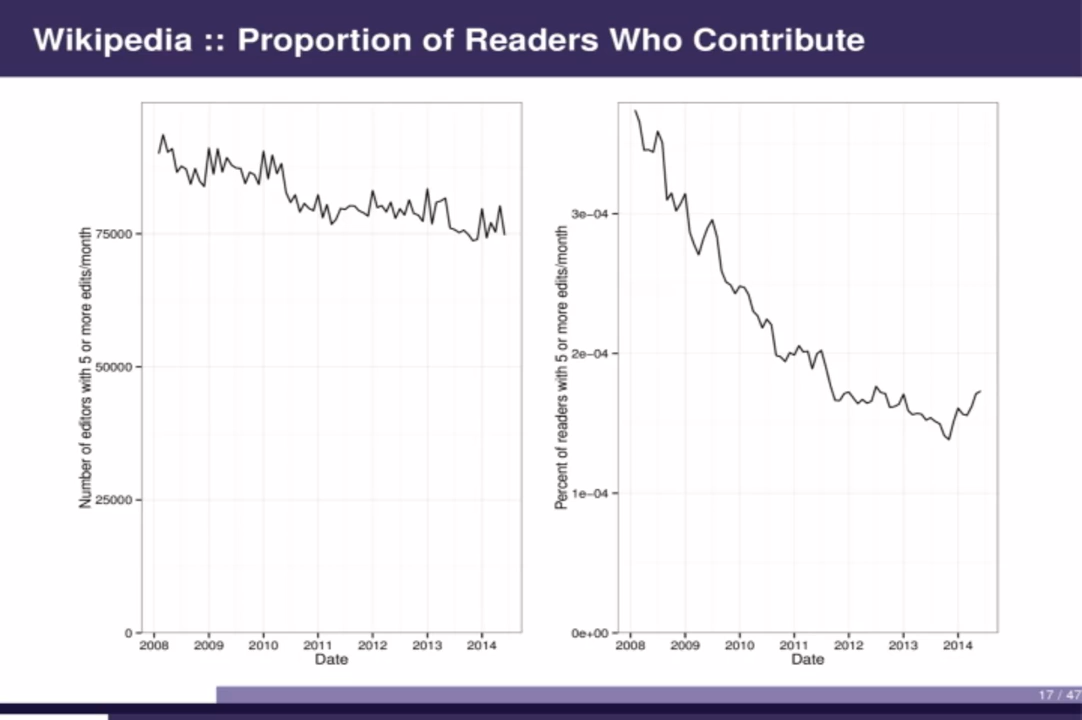 Wikipedia :: Proportion of Readers Who Contribute
Number of editors with 5 or more edits/month
75000
50000
25000
0
2008 2009 2010 2011 2012 2013 2014
Date
Percent of readers with 5 or more edits/month
3e−04
2e−04
1e−04
0e+00
2008 2009 2010 2011 2012 2013 2014
Date
17 / 47